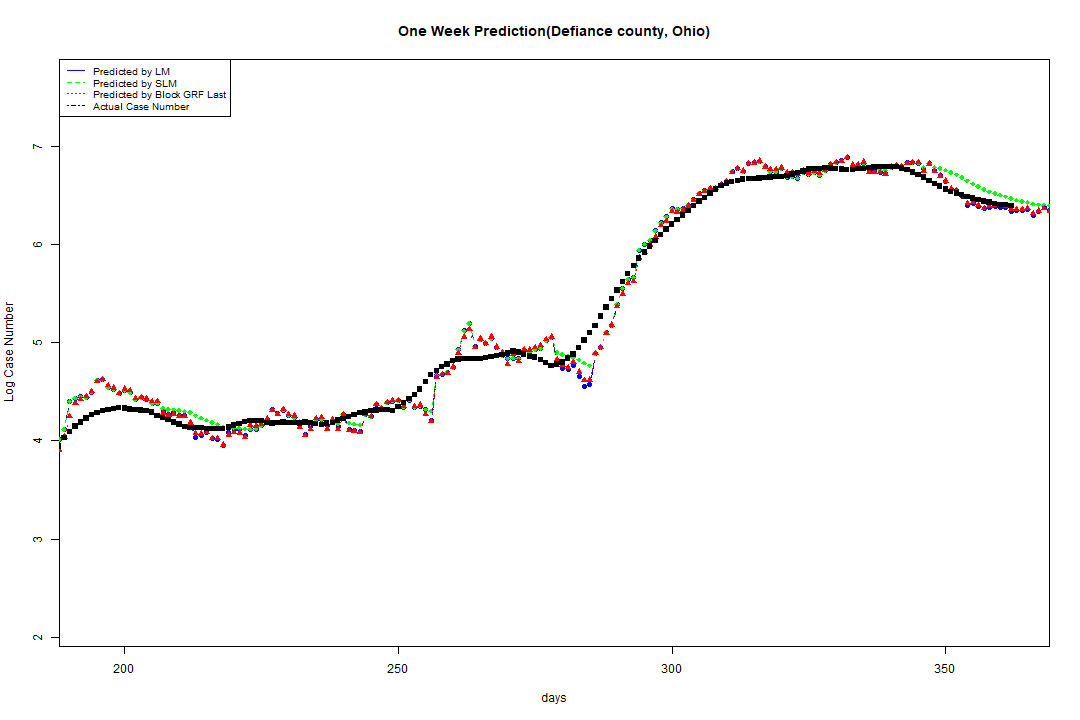 One Week Prediction(Defiance county, Ohio)
Predicted by LM
Predicted by SLM
Predicted by Block GRF Last
Actual Case Number
7
6
5
4
3
2
Log Case Number
200
250
300
350
days